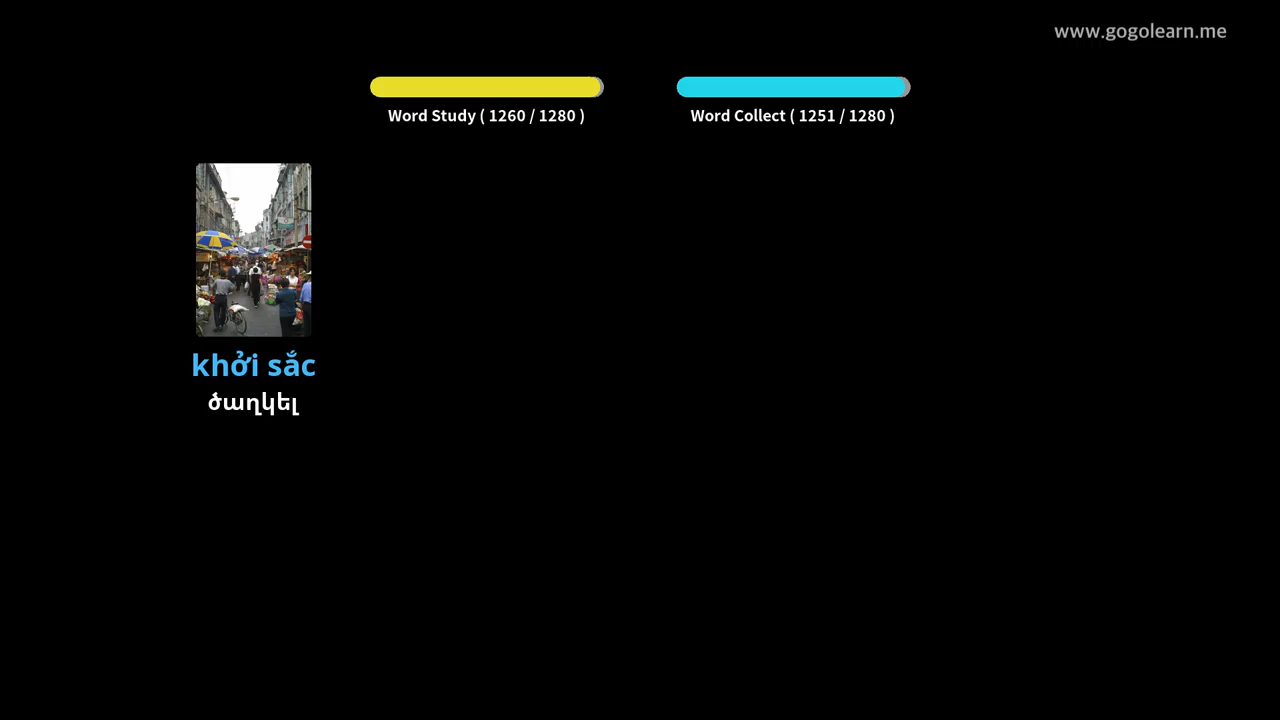 www.gogolearn.me
Word Study ( 1260 / 1280 )
Word Collect ( 1251 / 1280 )
khởi sắc
ծաղկել